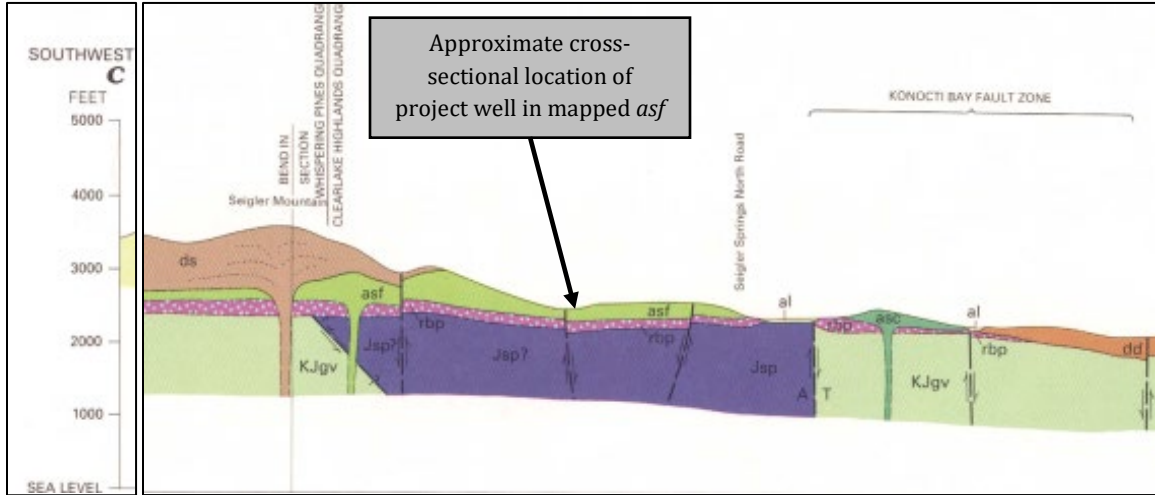 SOUTHWEST
C
FEET
5000
4000
3000
2000
1000
SEA LEVEL
BEND IN
SECTION
WHISPERING PINES QUADRANG
CLEARLAKE HIGHLANDS QUADRANG
Seigler Mountain
Approximate cross-
sectional location of
project well in mapped asf
Seigler Springs North Road
KONOCTI BAY FAULT ZONE
ds
asf
rbp
Jsp?
KJgv
Jsp?
asf
rbp
Jsp
al
A T
rbp
asc
KJgv
al
rbp
dd